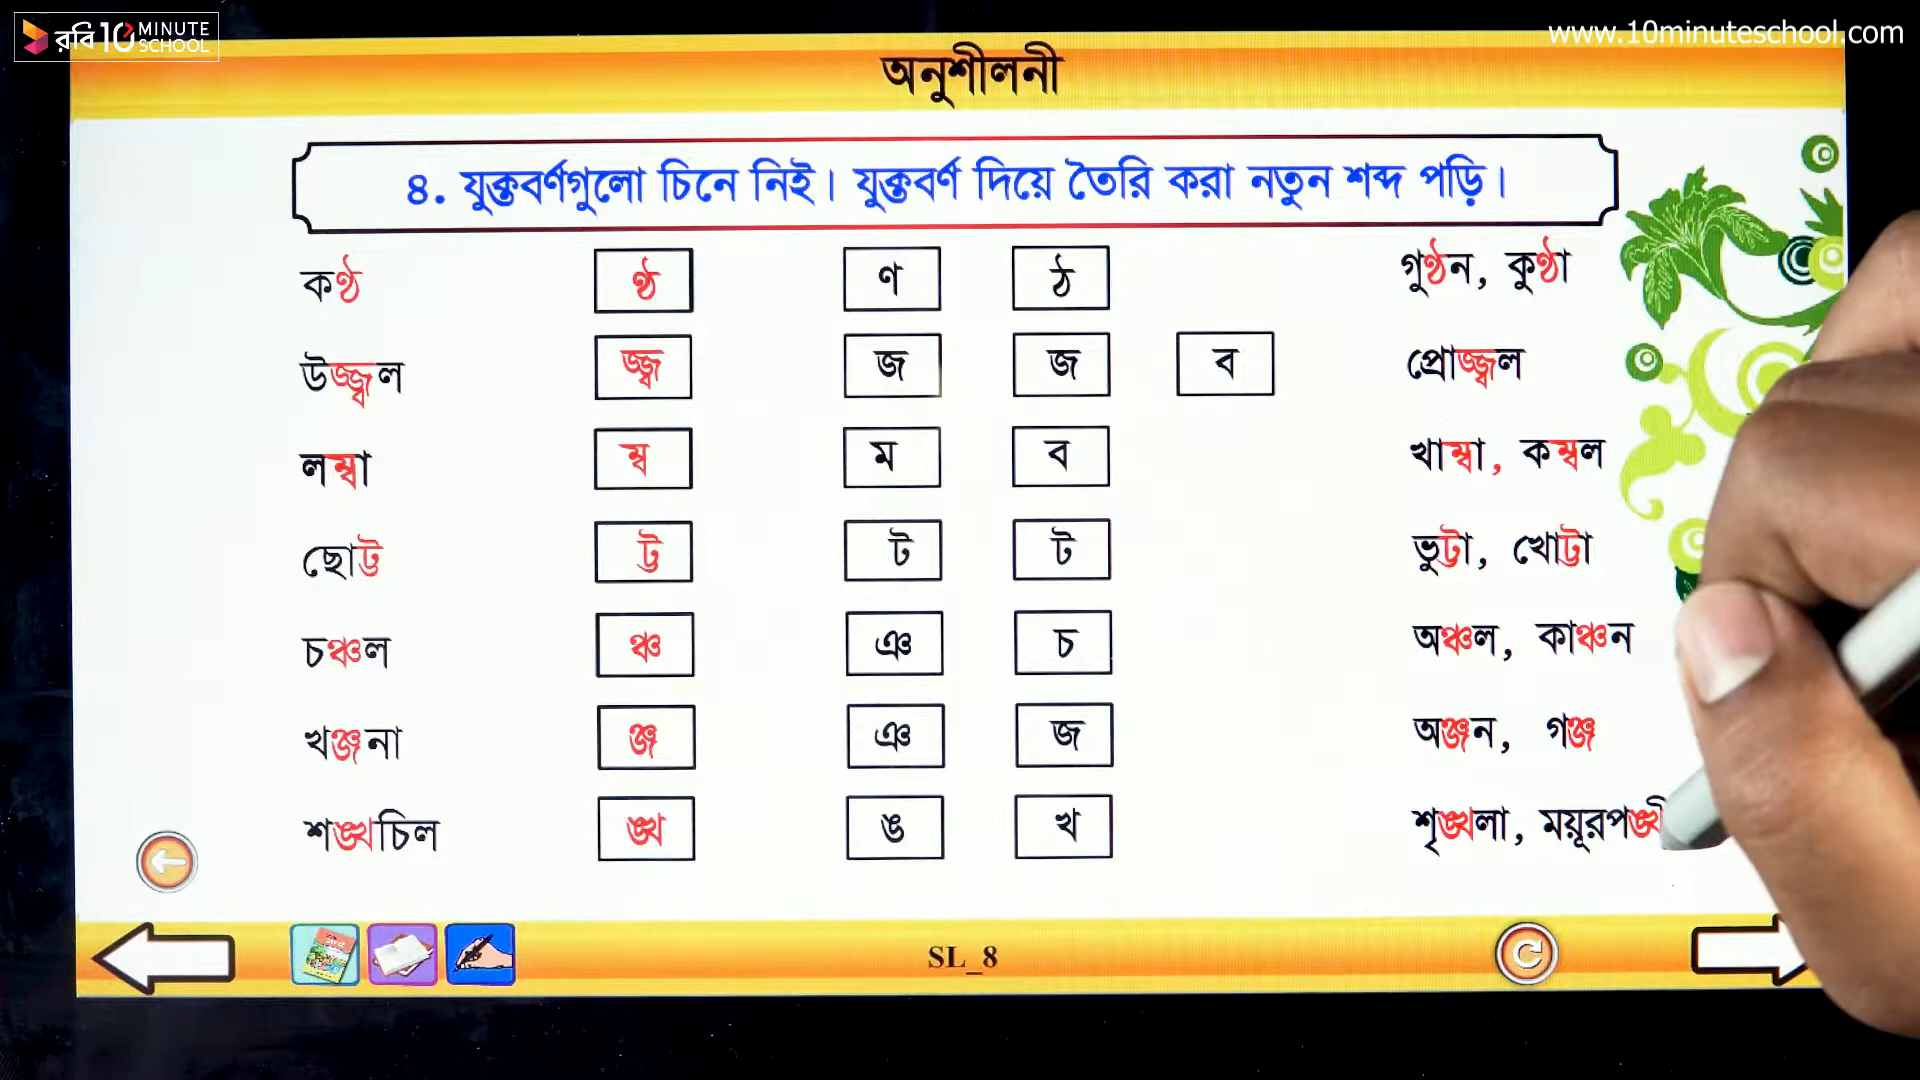 রবি 10 MINUTE SCHOOL
www.10minuteschool.com
অনুশীলনী
৪. যুক্তবর্ণগুলো চিনে নিই। যুক্তবর্ণ দিয়ে তৈরি করা নতুন শব্দ পড়ি।
কণ্ঠ ণ্ঠ ণ ঠ গুণ্ঠন, কুণ্ঠা
উজ্জ্বল জ্জ্ব জ জ ব প্রোজ্জ্বল
লম্বা ম্ব ম ব খাম্বা, কম্বল
ছোট্ট ট্ট ট ট ভুট্টা, খোট্টা
চঞ্চল ঞ্চ ঞ চ অঞ্চল, কাঞ্চন
খঞ্জনা ঞ্জ ঞ জ অঞ্জন, গঞ্জ
শঙ্খচিল ঙ্খ ঙ খ শৃঙ্খলা, ময়ূরপঙ্খী
SL_8